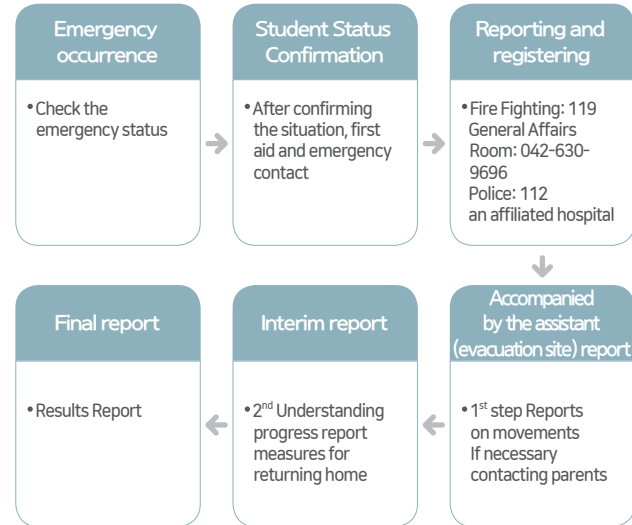 Emergency
occurrence
• Check the
emergency status
Student Status
Confirmation
• After confirming
the situation, first
aid and emergency
contact
Reporting and
registering
• Fire Fighting: 119
General Affairs
Room: 042-630-
9696
Police: 112
an affiliated hospital
Accompanied
by the assistant
(evacuation site) report
• 1st step Reports
on movements
If necessary
contacting parents
Interim report
• 2nd Understanding
progress report
measures for
returning home
Final report
• Results Report